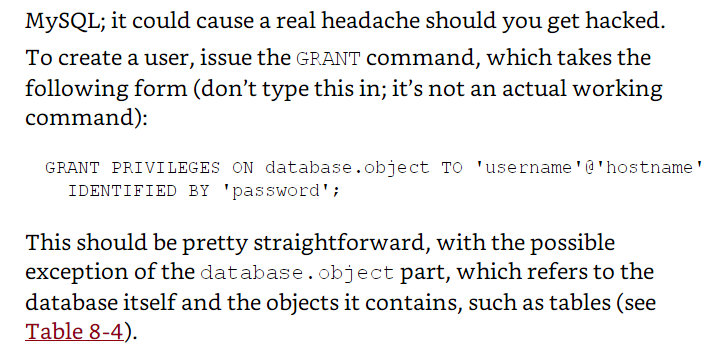 MySQL; it could cause a real headache should you get hacked.
To create a user, issue the GRANT command, which takes the
following form (don’t type this in; it’s not an actual working
command):
GRANT PRIVILEGES ON database.object TO 'username'@'hostname'
IDENTIFIED BY 'password';
This should be pretty straightforward, with the possible
exception of the database.object part, which refers to the
database itself and the objects it contains, such as tables (see
Table 8-4).